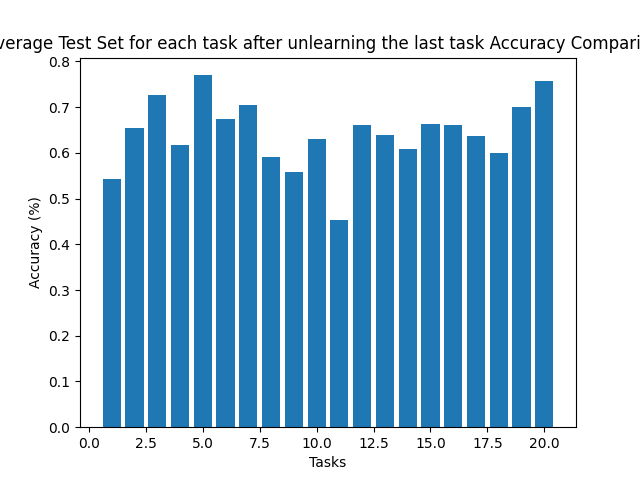 verage Test Set for each task after unlearning the last task Accuracy Compari
0.8
0.7
0.6
0.5
0.4
0.3
0.2
0.1
0.0
Accuracy (%)
0.0 2.5 5.0 7.5 10.0 12.5 15.0 17.5 20.0
Tasks